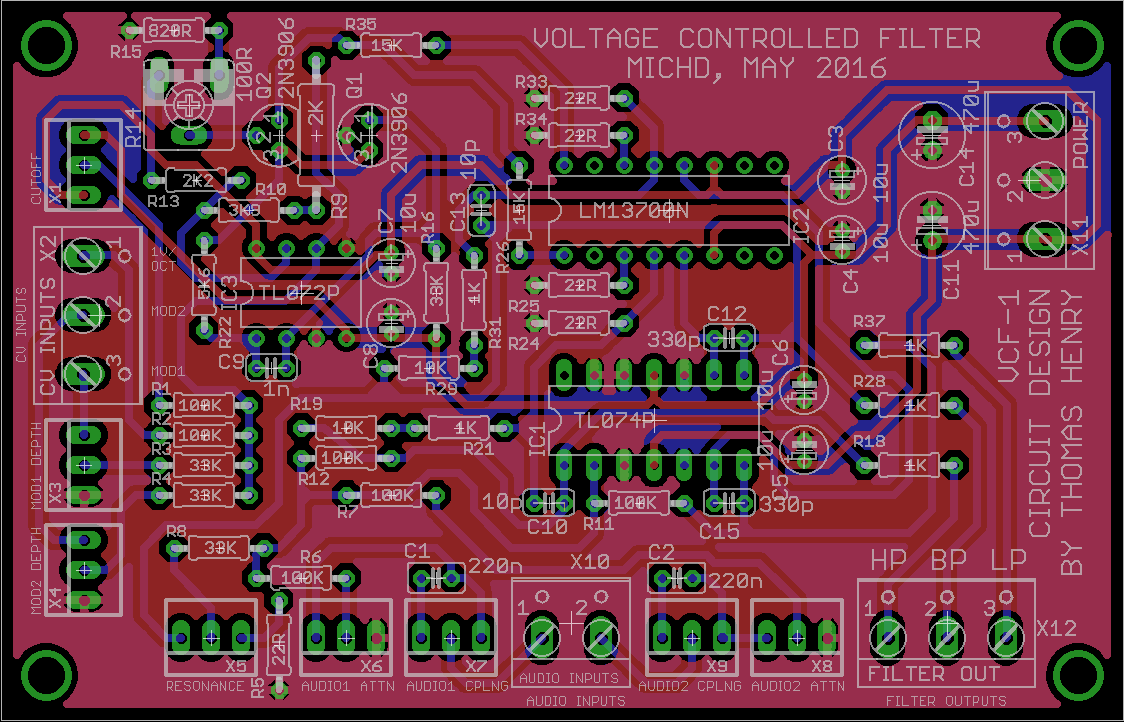 VOLTAGE CONTROLLED FILTER
MICHD, MAY 2016
R15
820R
100R
R14
Q2
2N3906
2K
R9
Q1
2N3906
R35
15K
R33
22R
R34
22R
10p
C13
15K
R26
LM13700N
IC2
C3
10u
C4
10u
C14
470u
C11
470u
3
2
1
POWER
X11
CUTOFF
X1
R13
2K2
R10
3K3
C7
10u
R16
33K
1K
R31
CV INPUTS
CV INPUTS X2
1
2
3
1V/
OCT
MOD2
MOD1
5K6
R22
IC3
TL072P
C8
C9
1n
10K
R29
R25
22R
22R
R24
330p
C12
C6
10u
IC1
TL074P
10u
C5
R37
1K
R28
1K
R18
1K
VCF-1
CIRCUIT DESIGN
BY THOMAS HENRY
R1
100K
R2
100K
R3
33K
R4
33K
R19
10K
1K
R21
100K
R12
100K
R7
10p
C10
100K
R11
C15
330p
MOD1 DEPTH
X3
MOD2 DEPTH
X4
R8
33K
R6
100K
C1
220n
X10
1
2
C2
220n
HP BP LP
1
2
3
X12
FILTER OUT
FILTER OUTPUTS
X5
RESONANCE
22R
R5
X6
AUDIO1 ATTN
X7
AUDIO1 CPLNG
AUDIO INPUTS
AUDIO INPUTS
X9
AUDIO2 CPLNG
X8
AUDIO2 ATTN